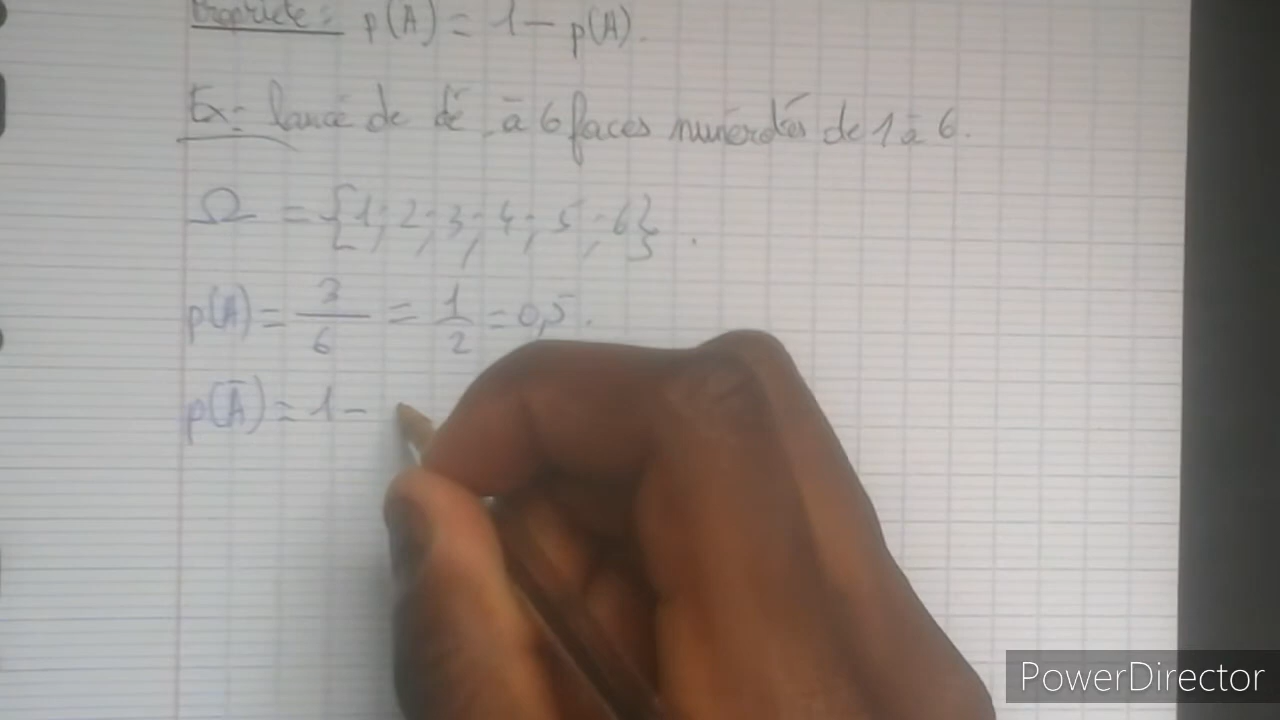 Propriété : p(A) = 1 - p(A).
Ex : lancé de dé à 6 faces numérotés de 1 à 6.
Ω = {1; 2; 3; 4; 5; 6}.
p(A) = 3/6 = 1/2 = 0,5.
p(Ā) = 1 -
PowerDirector